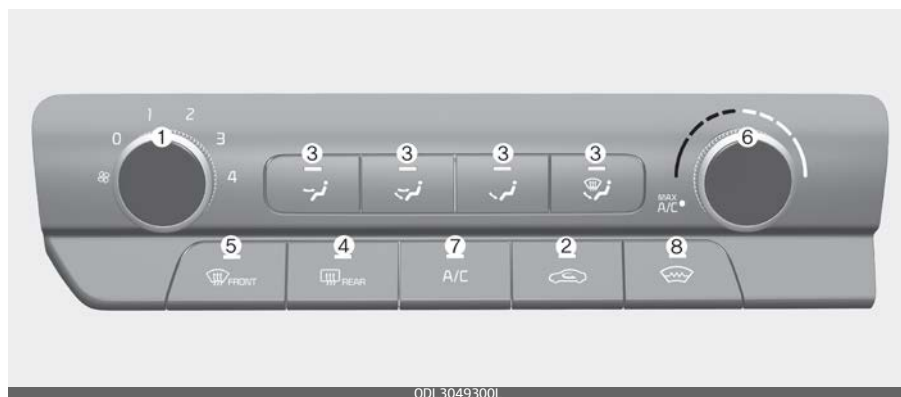 1 2
0 1 3
4
3 3 3 3
6
MAX
A/C
5 4 7 2 8
FRONT REAR A/C
ODL3049300L